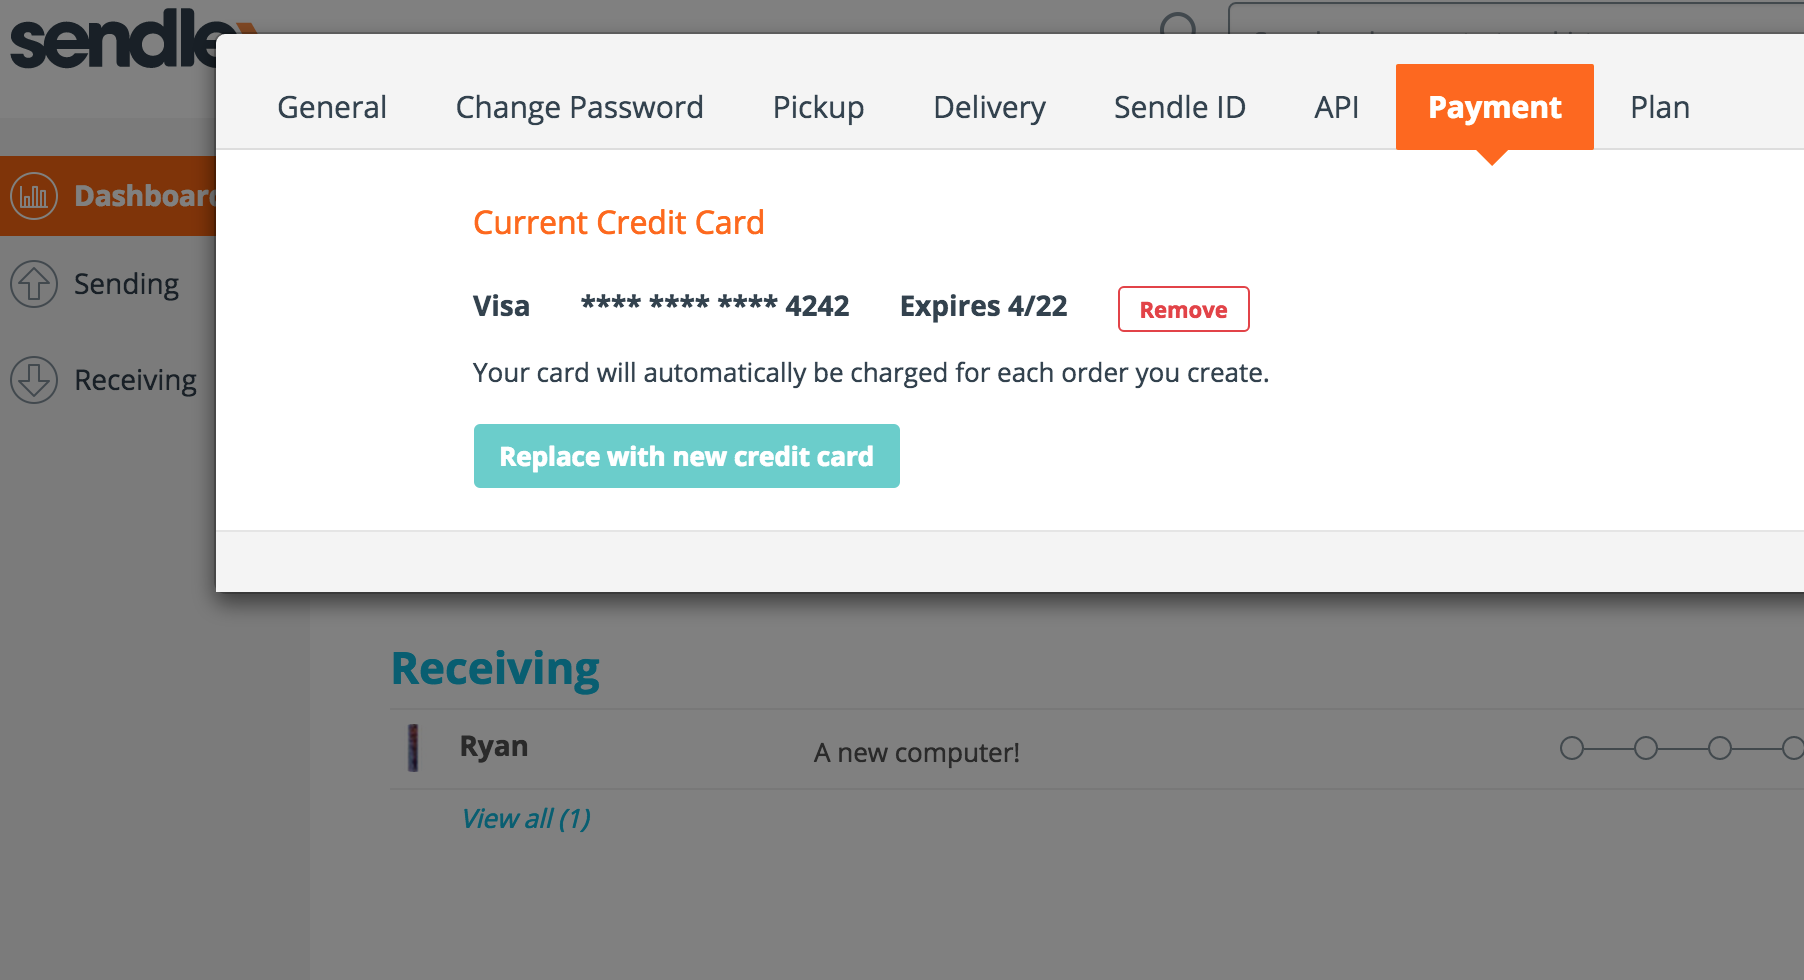 sendle
General Change Password Pickup Delivery Sendle ID API Payment Plan
Dashboard
Sending
Receiving
Current Credit Card
Visa **** **** **** 4242 Expires 4/22 Remove
Your card will automatically be charged for each order you create.
Replace with new credit card
Receiving
Ryan A new computer!
View all (1)